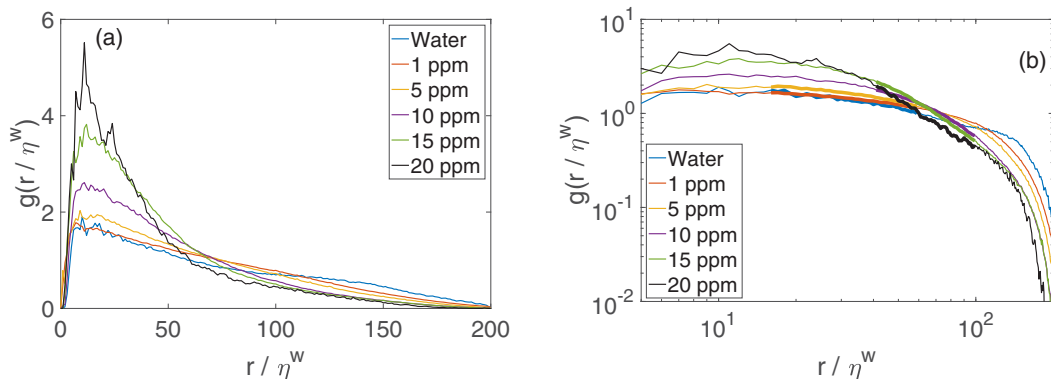 (a)
6
4
2
0
g(r / η^w)
0 50 100 150 200
r / η^w
Water
1 ppm
5 ppm
10 ppm
15 ppm
20 ppm
(b)
10^1
10^0
10^-1
10^-2
g(r / η^w)
10^1 10^2
r / η^w
Water
1 ppm
5 ppm
10 ppm
15 ppm
20 ppm